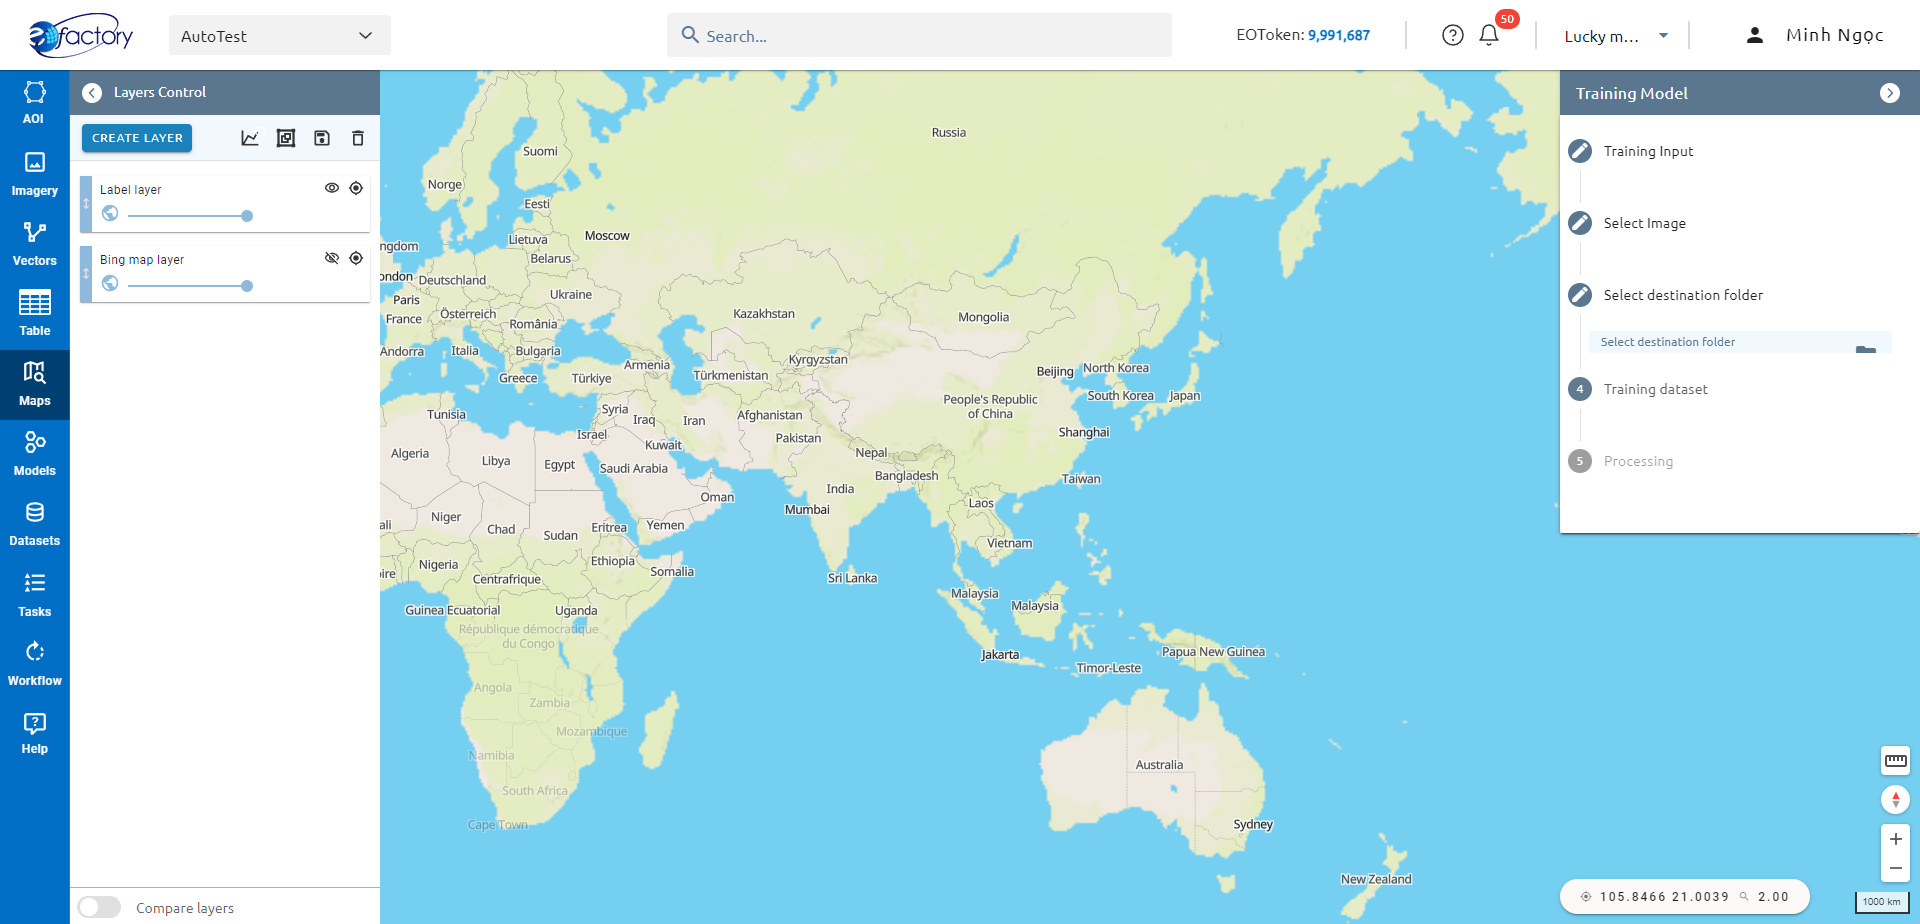 eofactory
AutoTest
Search...
EOToken: 9,991,687
50
Lucky m...
Minh Ngọc
AOI
Imagery
Vectors
Table
Maps
Models
Datasets
Tasks
Workflow
Help
Layers Control
CREATE LAYER
Label layer
Bing map layer
Compare layers
Russia
Suomi
Norge
Eesti
Moscow
Lietuva
ngdom
Belarus
ondon
Deutschland
Ukraine
Paris
Österreich
France
România
Kazakhstan
Mongolia
Andorra
Italia
Bulgaria
Kyrgyzstan
Armenia
Greece
Türkiye
Türkmenistan
Beijing
North Korea
South Korea
Japan
Tunisia
Syria
Iraq
Iran
Afghanistan
People's Republic
of China
Israel
Kuwait
Pakistan
Shanghai
Algeria
Libya
Egypt
Saudi Arabia
Nepal
Bangladesh
Taiwan
India
Oman
Mumbai
Laos
ali
Niger
Chad
Sudan
Eritrea
Yemen
Vietnam
Nigeria
Ethiopia
Somalia
ire
Centrafrique
Sri Lanka
Malaysia
Malaysia
Guinea Ecuatorial
Uganda
République démocratique
du Congo
Jakarta
Papua New Guinea
Timor-Leste
Angola
Zambia
Mozambique
Namibia
Australia
South Africa
Cape Town
Sydney
New Zealand
Training Model
Training Input
Select Image
Select destination folder
Select destination folder
4
Training dataset
5
Processing
105.8466 21.0039
2.00
1000 km